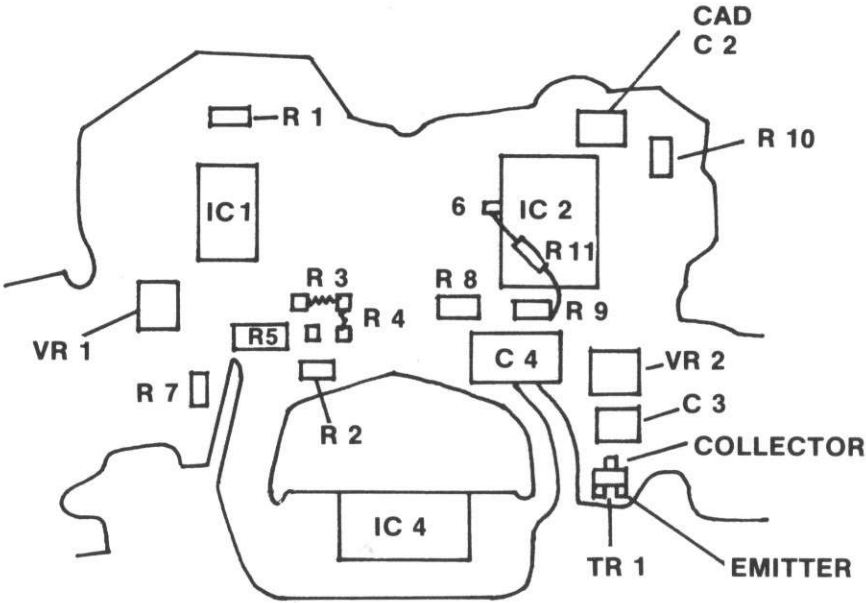 CAD
C 2
R 1
R 10
IC 1
6
IC 2
R 11
R 3
R 8
R 4
R 9
VR 1
R5
C 4
VR 2
R 7
R 2
C 3
COLLECTOR
IC 4
TR 1
EMITTER